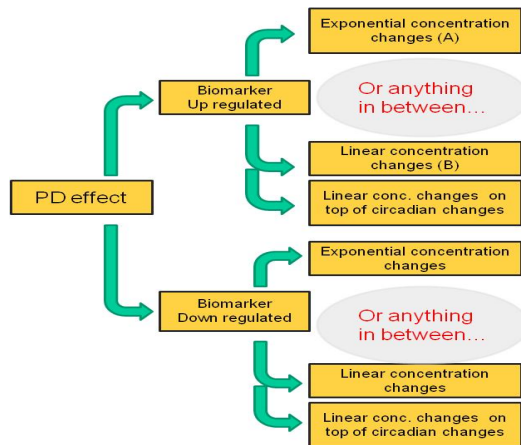 Exponential concentration
changes (A)
Or anything
in between...
Biomarker
Up regulated
Linear concentration
changes (B)
PD effect
Linear conc. changes on
top of circadian changes
Exponential concentration
changes
Biomarker
Down regulated
Or anything
in between...
Linear concentration
changes
Linear conc. changes on
top of circadian changes